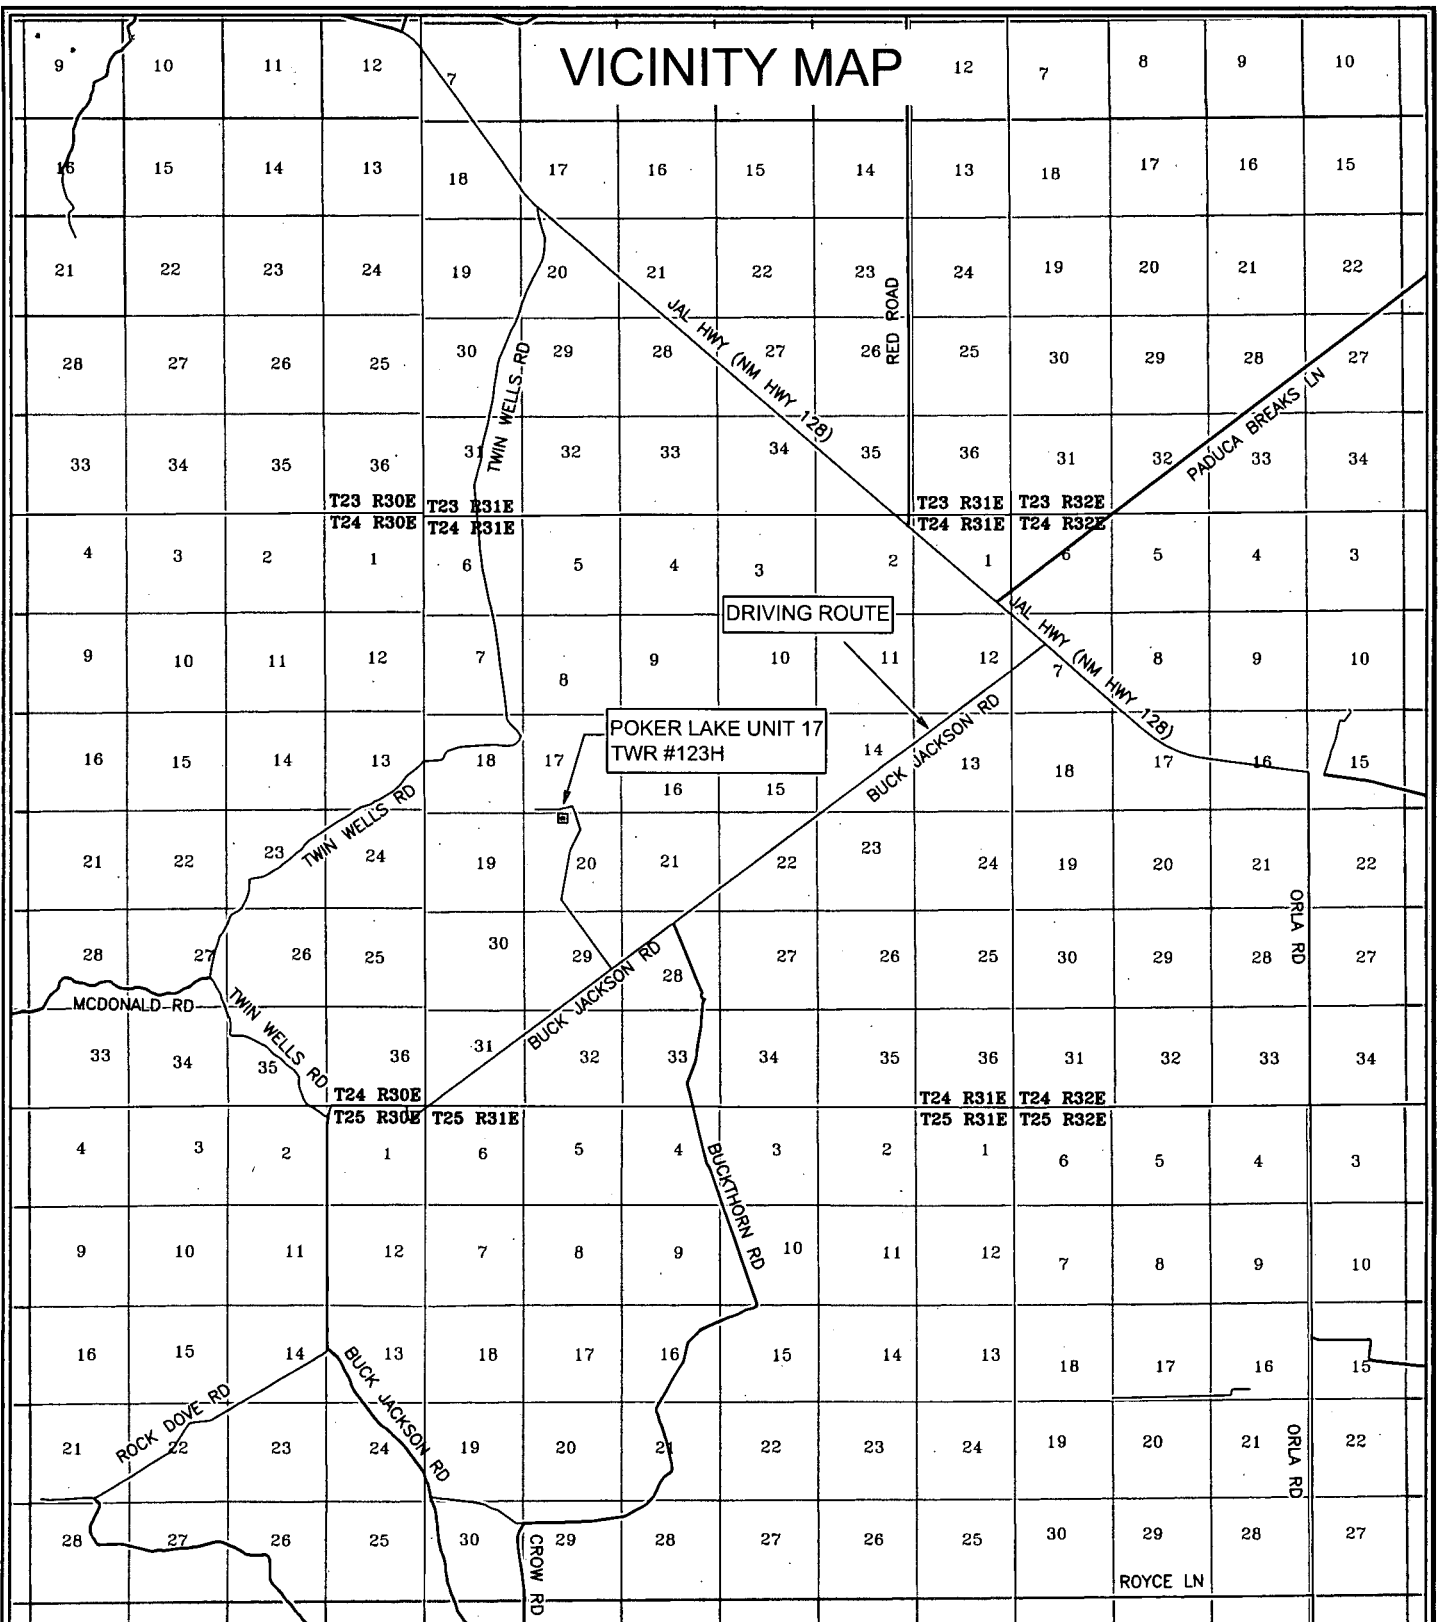 VICINITY MAP
9 10 11 12 7 12 7 8 9 10
16 15 14 13 18 17 16 15 14 13 18 17 16 15
21 22 23 24 19 20 21 22 23 24 19 20 21 22
RED ROAD
JAL HWY (NM HWY 128)
TWIN WELLS RD
28 27 26 25 30 29 28 27 26 25 30 29 28 27
PADUCA BREAKS LN
33 34 35 36 31 32 33 34 35 36 31 32 33 34
T23 R30E T23 R31E T23 R31E T23 R32E
T24 R30E T24 R31E T24 R31E T24 R32E
4 3 2 1 6 5 4 3 2 1 6 5 4 3
DRIVING ROUTE
JAL HWY (NM HWY 128)
9 10 11 12 7 8 9 10 11 12 7 8 9 10
POKER LAKE UNIT 17
TWR #123H
BUCK JACKSON RD
16 15 14 13 18 17 16 15 14 13 18 17 16 15
TWIN WELLS RD
21 22 23 24 19 20 21 22 23 24 19 20 21 22
ORLA RD
28 27 26 25 30 29 28 27 26 25 30 29 28 27
MCDONALD RD
TWIN WELLS RD
BUCK JACKSON RD
33 34 35 36 31 32 33 34 35 36 31 32 33 34
T24 R30E T24 R31E T24 R32E
T25 R30E T25 R31E T25 R31E T25 R32E
4 3 2 1 6 5 4 3 2 1 6 5 4 3
BUCKTHORN RD
9 10 11 12 7 8 9 10 11 12 7 8 9 10
16 15 14 13 18 17 16 15 14 13 18 17 16 15
BUCK JACKSON RD
ROCK DOVE RD
21 22 23 24 19 20 21 22 23 24 19 20 21 22
ORLA RD
28 27 26 25 30 29 28 27 26 25 30 29 28 27
CROW RD
ROYCE LN